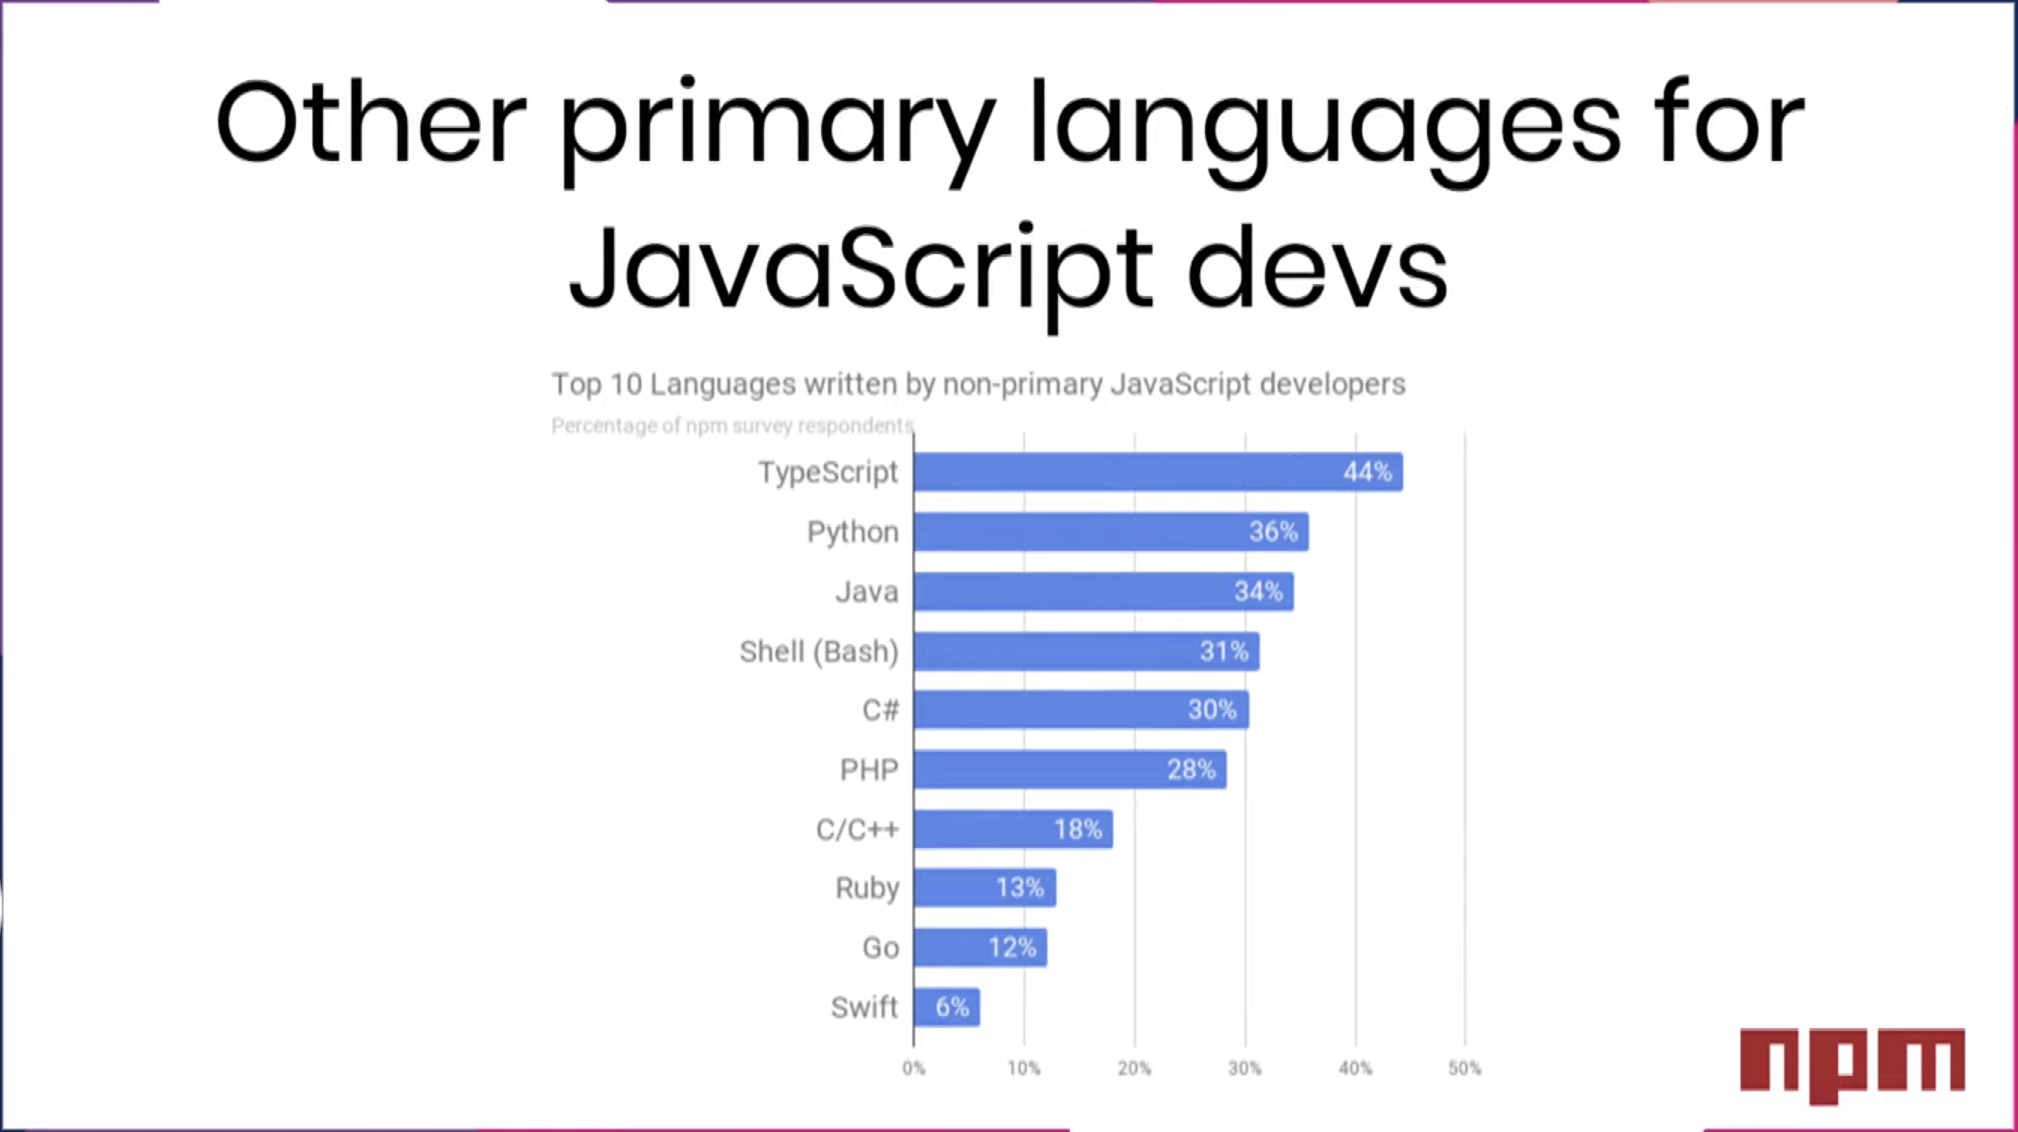 Other primary languages for
JavaScript devs
Top 10 Languages written by non-primary JavaScript developers
Percentage of npm survey respondents
TypeScript 44%
Python 36%
Java 34%
Shell (Bash) 31%
C# 30%
PHP 28%
C/C++ 18%
Ruby 13%
Go 12%
Swift 6%
0% 10% 20% 30% 40% 50%
npm